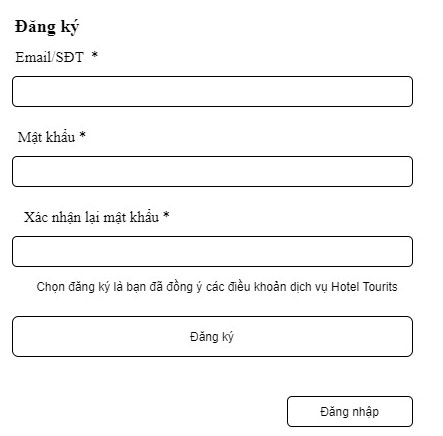 Đăng ký
Email/SĐT *
Mật khẩu *
Xác nhận lại mật khẩu *
Chọn đăng ký là bạn đã đồng ý các điều khoản dịch vụ Hotel Tourits
Đăng ký
Đăng nhập